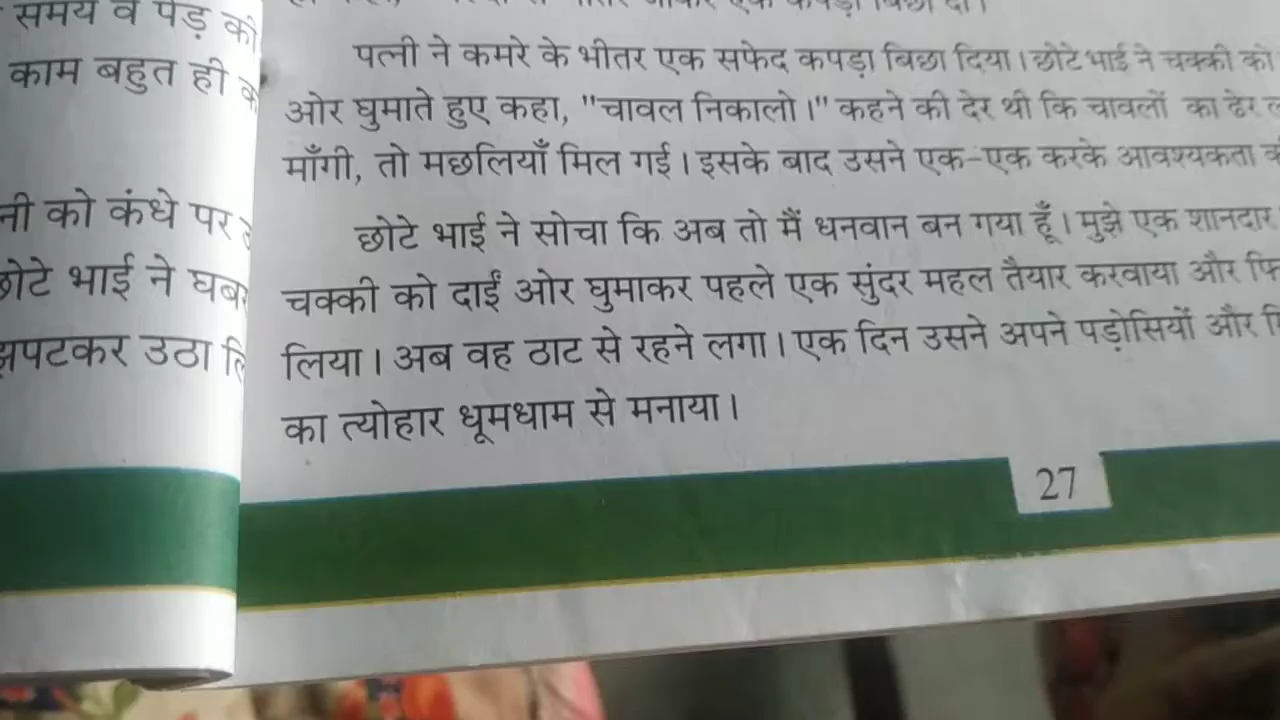 समय व पेड़ की
काम बहुत ही
नी को कंधे पर
छोटे भाई ने
झपटकर उठा
पत्नी ने कमरे के भीतर एक सफेद कपड़ा बिछा दिया। छोटे भाई ने चक्की को
ओर घुमाते हुए कहा, "चावल निकालो।" कहने की देर थी कि चावलों का ढेर
माँगी, तो मछलियाँ मिल गई। इसके बाद उसने एक-एक करके आवश्यकता
छोटे भाई ने सोचा कि अब तो मैं धनवान बन गया हूँ। मुझे एक शानदार
चक्की को दाईं ओर घुमाकर पहले एक सुंदर महल तैयार करवाया और
लिया। अब वह ठाट से रहने लगा। एक दिन उसने अपने पड़ोसियों और
का त्योहार धूमधाम से मनाया।
27